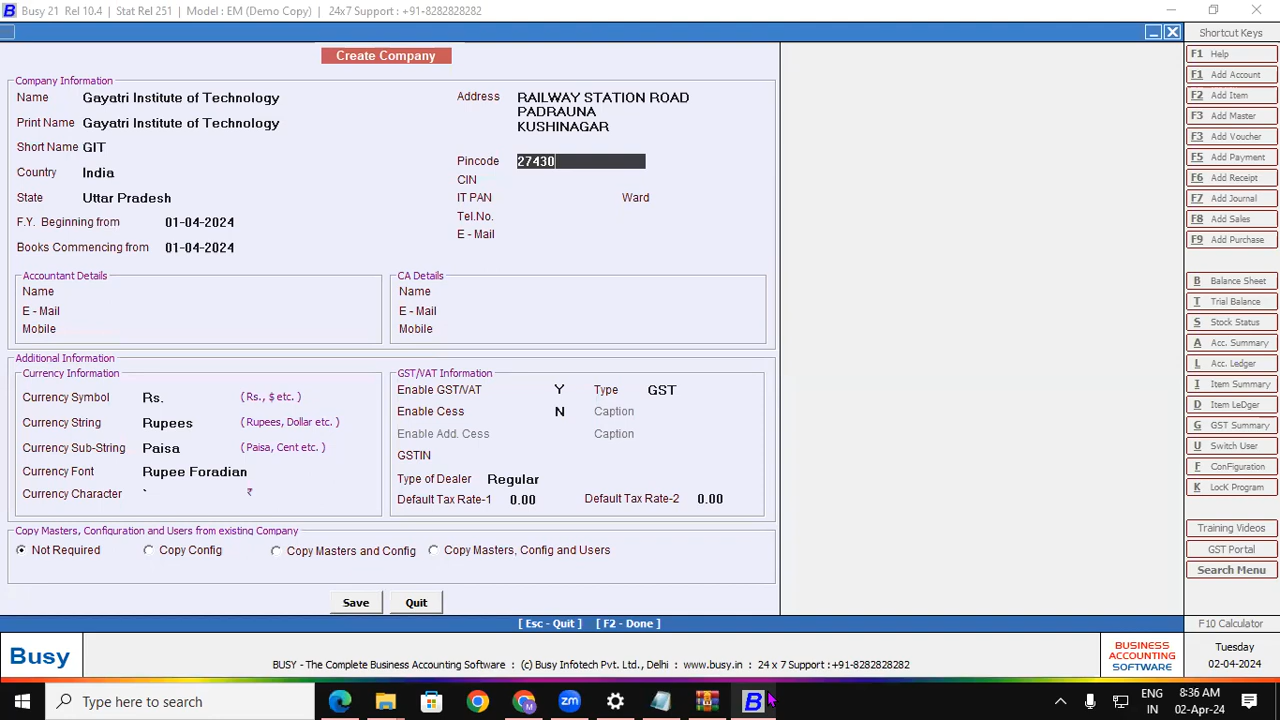 Busy 21 Rel 10.4 | Stat Rel 251 | Model : EM (Demo Copy) | 24x7 Support : +91-8282828282
Create Company
Company Information
Name Gayatri Institute of Technology
Print Name Gayatri Institute of Technology
Short Name GIT
Country India
State Uttar Pradesh
F.Y. Beginning from 01-04-2024
Books Commencing from 01-04-2024
Address RAILWAY STATION ROAD
PADRAUNA
KUSHINAGAR
Pincode 27430
CIN
IT PAN Ward
Tel.No.
E - Mail
Accountant Details
Name
E - Mail
Mobile
CA Details
Name
E - Mail
Mobile
Additional Information
Currency Information
Currency Symbol Rs. (Rs., $ etc. )
Currency String Rupees (Rupees, Dollar etc. )
Currency Sub-String Paisa (Paisa, Cent etc. )
Currency Font Rupee Foradian
Currency Character ` ₹
GST/VAT Information
Enable GST/VAT Y Type GST
Enable Cess N Caption
Enable Add. Cess Caption
GSTIN
Type of Dealer Regular
Default Tax Rate-1 0.00 Default Tax Rate-2 0.00
Copy Masters, Configuration and Users from existing Company
Not Required Copy Config Copy Masters and Config Copy Masters, Config and Users
Save Quit
[ Esc - Quit ] [ F2 - Done ]
Shortcut Keys
F1 Help
F1 Add Account
F2 Add Item
F3 Add Master
F3 Add Voucher
F5 Add Payment
F6 Add Receipt
F7 Add Journal
F8 Add Sales
F9 Add Purchase
B Balance Sheet
T Trial Balance
S Stock Status
A Acc. Summary
L Acc. Ledger
I Item Summary
D Item LeDger
G GST Summary
U Switch User
F ConFiguration
K LocK Program
Training Videos
GST Portal
Search Menu
F10 Calculator
Busy
BUSY - The Complete Business Accounting Software : (c) Busy Infotech Pvt. Ltd., Delhi : www.busy.in : 24 x 7 Support : +91-8282828282
BUSINESS
ACCOUNTING
SOFTWARE
Tuesday
02-04-2024
Type here to search
zm
B
ENG
IN
8:36 AM
02-Apr-24